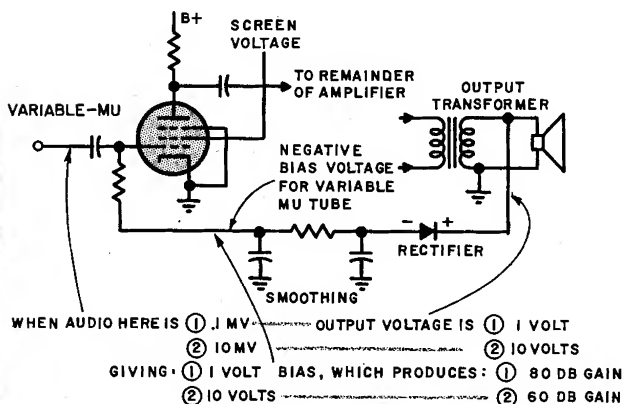 B+
SCREEN
VOLTAGE
TO REMAINDER
OF AMPLIFIER
OUTPUT
TRANSFORMER
VARIABLE-MU
NEGATIVE
BIAS VOLTAGE
FOR VARIABLE
MU TUBE
- +
RECTIFIER
SMOOTHING
WHEN AUDIO HERE IS ① .1 MV OUTPUT VOLTAGE IS ① 1 VOLT
② 10 MV ② 10 VOLTS
GIVING: ① 1 VOLT BIAS, WHICH PRODUCES: ① 80 DB GAIN
② 10 VOLTS ② 60 DB GAIN